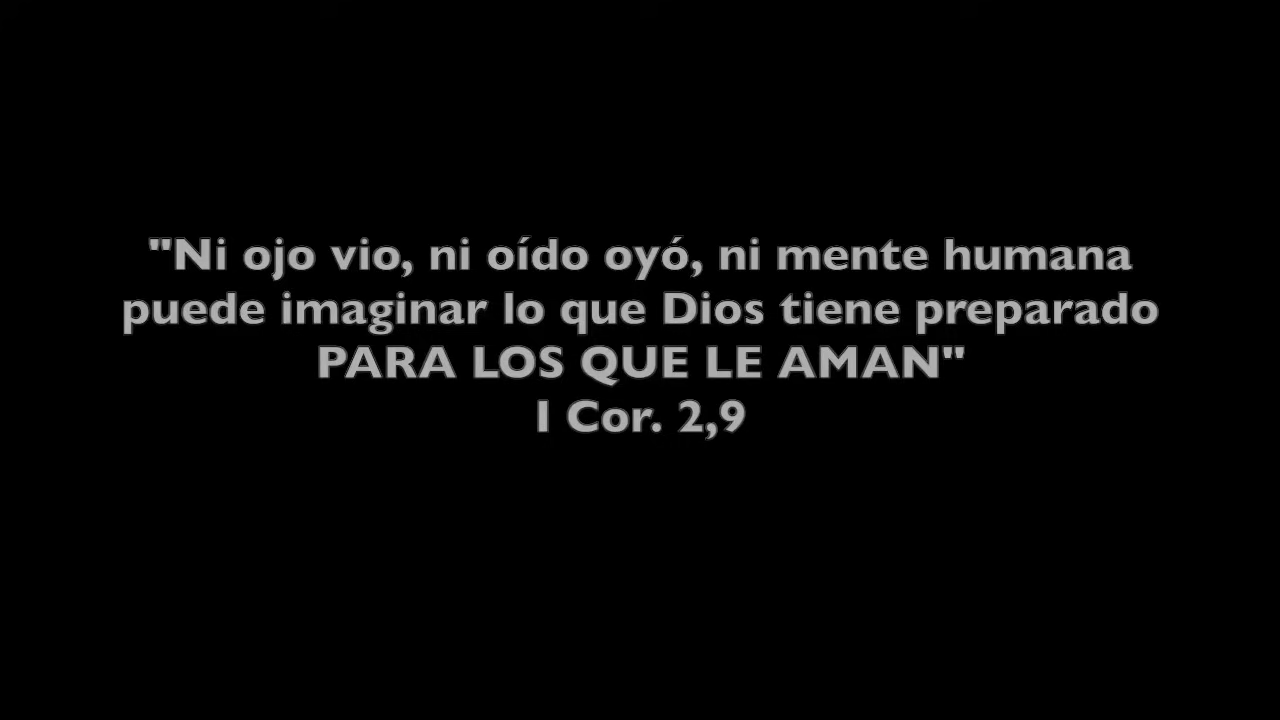 "Ni ojo vio, ni oído oyó, ni mente humana
puede imaginar lo que Dios tiene preparado
PARA LOS QUE LE AMAN"
1 Cor. 2,9